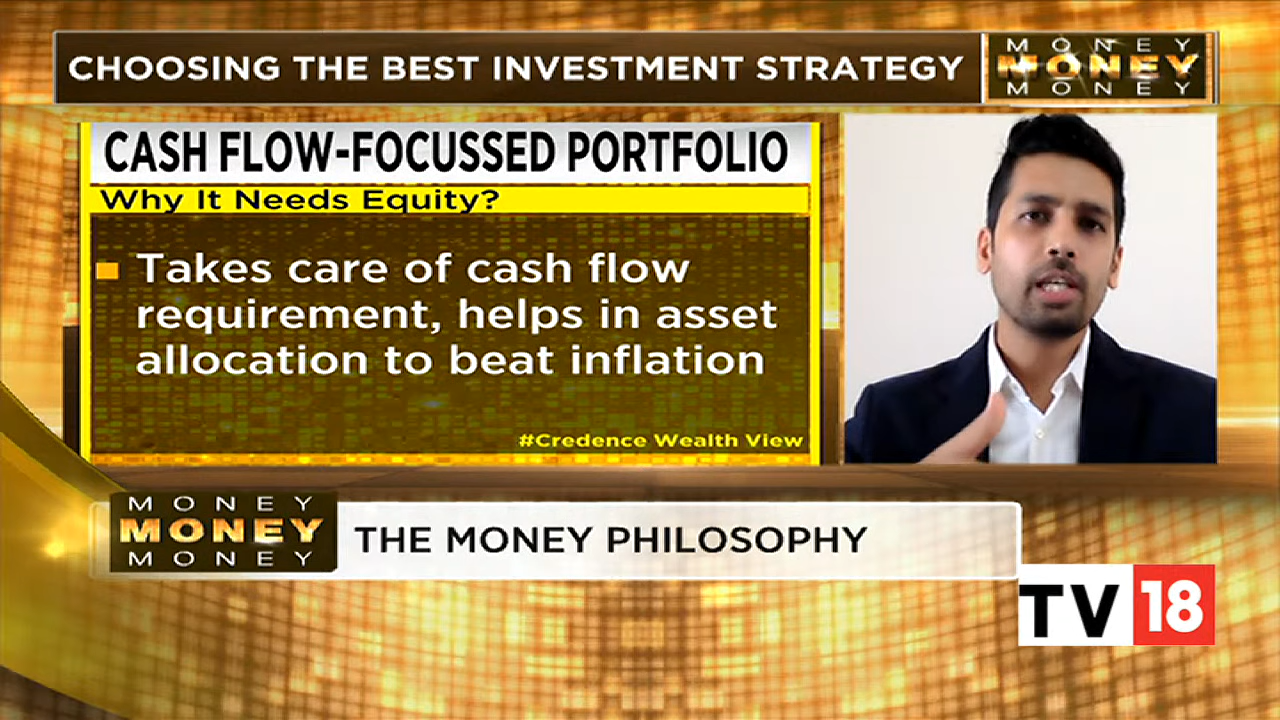 CHOOSING THE BEST INVESTMENT STRATEGY
MONEY
MONEY
MONEY
CASH FLOW-FOCUSSED PORTFOLIO
Why It Needs Equity?
Takes care of cash flow
requirement, helps in asset
allocation to beat inflation
#Credence Wealth View
MONEY
MONEY
MONEY
THE MONEY PHILOSOPHY
TV18